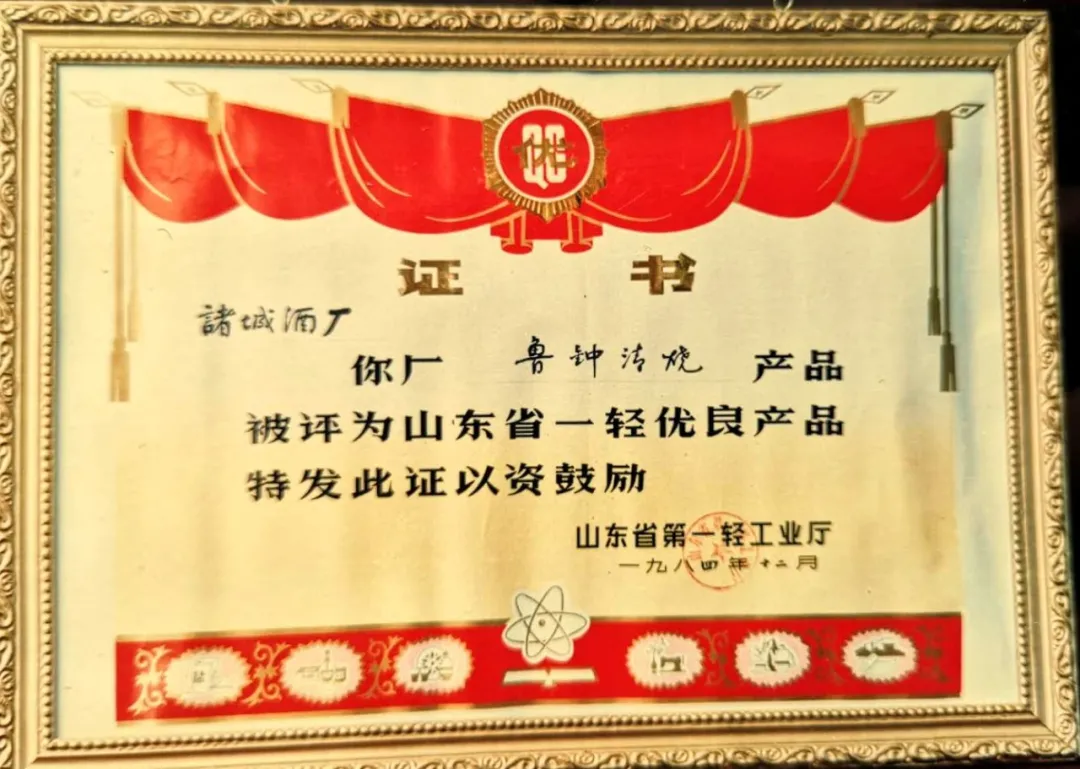 优
QC
证 书
諸城酒厂
你厂 鲁钟清烧 产品
被评为山东省一轻优良产品
特发此证以资鼓励
山东省第一轻工业厅
一九八四年十二月